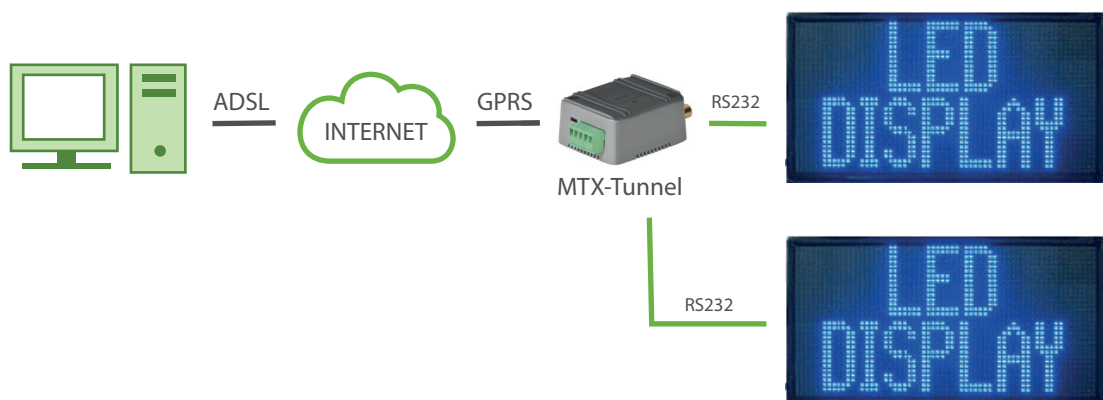 ADSL
INTERNET
GPRS
MTX-Tunnel
RS232
LED
DISPLAY
RS232
LED
DISPLAY